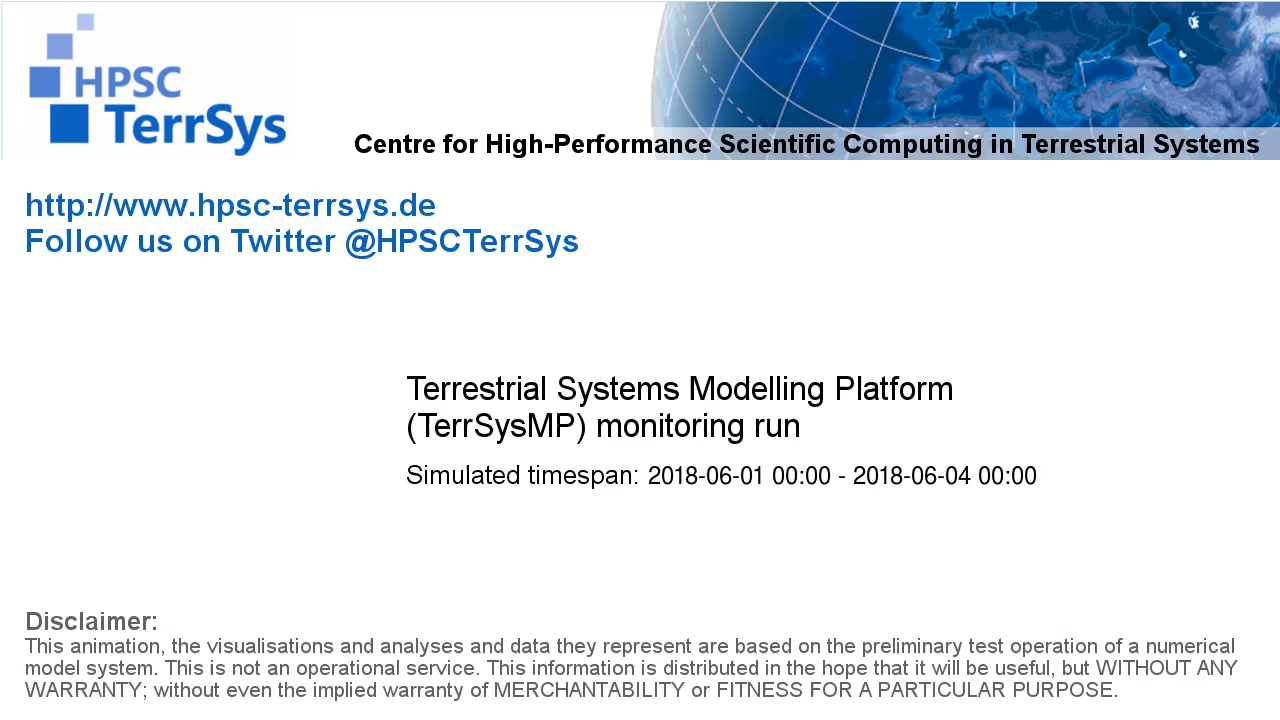 HPSC
TerrSys
Centre for High-Performance Scientific Computing in Terrestrial Systems
http://www.hpsc-terrsys.de
Follow us on Twitter @HPSCTerrSys
Terrestrial Systems Modelling Platform
(TerrSysMP) monitoring run
Simulated timespan: 2018-06-01 00:00 - 2018-06-04 00:00
Disclaimer:
This animation, the visualisations and analyses and data they represent are based on the preliminary test operation of a numerical
model system. This is not an operational service. This information is distributed in the hope that it will be useful, but WITHOUT ANY
WARRANTY; without even the implied warranty of MERCHANTABILITY or FITNESS FOR A PARTICULAR PURPOSE.